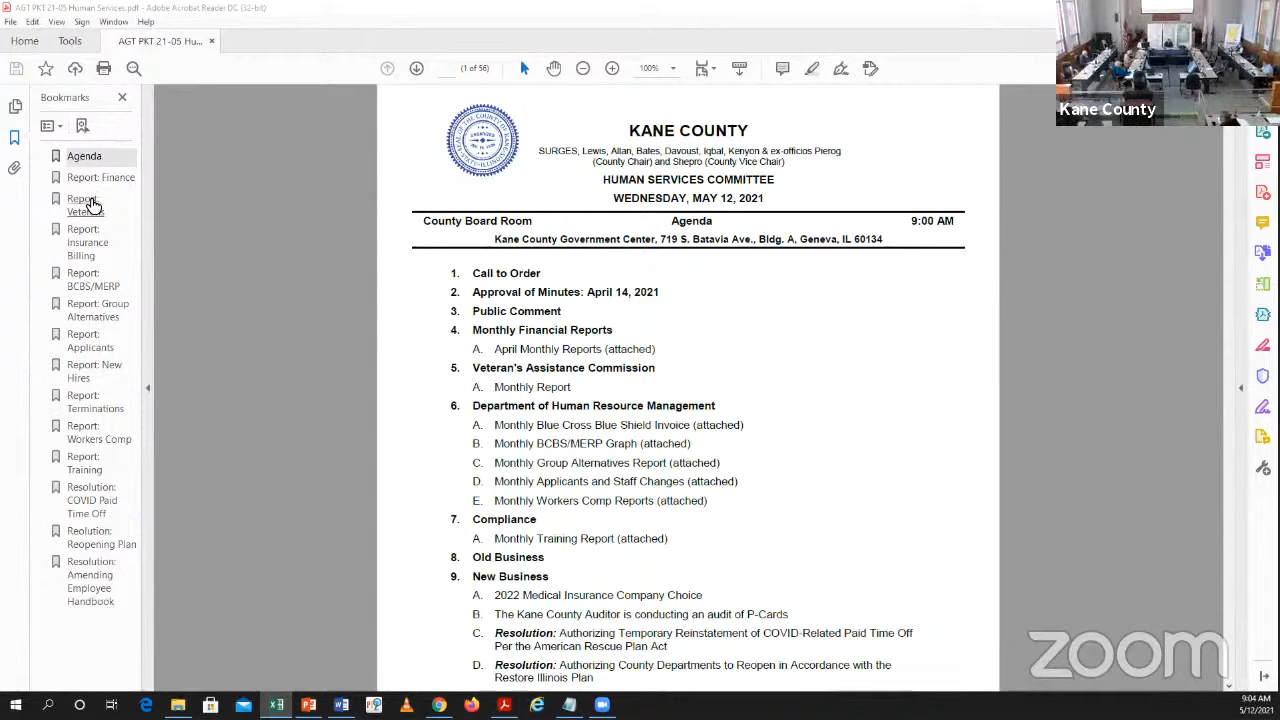 AGT PKT 21-05 Human Services.pdf - Adobe Acrobat Reader DC (32-bit)
File Edit View Sign Window Help
Home Tools AGT PKT 21-05 Hu... ×
(1 of 56) 100%
Kane County
Bookmarks
Agenda
Report: Finance
Report:
Report:
Insurance
Billing
Report:
BCBS/MERP
Report: Group
Alternatives
Report:
Applicants
Report: New
Hires
Report:
Terminations
Report:
Workers Comp
Report:
Training
Resolution:
COVID Paid
Time Off
Reolution:
Reopening Plan
Resolution:
Amending
Employee
Handbook
KANE COUNTY
SURGES, Lewis, Allan, Bates, Davoust, Iqbal, Kenyon & ex-officios Pierog
(County Chair) and Shepro (County Vice Chair)
HUMAN SERVICES COMMITTEE
WEDNESDAY, MAY 12, 2021
County Board Room Agenda 9:00 AM
Kane County Government Center, 719 S. Batavia Ave., Bldg. A, Geneva, IL 60134
1. Call to Order
2. Approval of Minutes: April 14, 2021
3. Public Comment
4. Monthly Financial Reports
A. April Monthly Reports (attached)
5. Veteran's Assistance Commission
A. Monthly Report
6. Department of Human Resource Management
A. Monthly Blue Cross Blue Shield Invoice (attached)
B. Monthly BCBS/MERP Graph (attached)
C. Monthly Group Alternatives Report (attached)
D. Monthly Applicants and Staff Changes (attached)
E. Monthly Workers Comp Reports (attached)
7. Compliance
A. Monthly Training Report (attached)
8. Old Business
9. New Business
A. 2022 Medical Insurance Company Choice
B. The Kane County Auditor is conducting an audit of P-Cards
C. Resolution: Authorizing Temporary Reinstatement of COVID-Related Paid Time Off
Per the American Rescue Plan Act
D. Resolution: Authorizing County Departments to Reopen in Accordance with the
Restore Illinois Plan
zoom
9:04 AM
5/12/2021